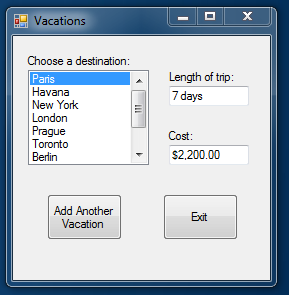 Vacations
Choose a destination:
Paris
Havana
New York
London
Prague
Toronto
Berlin
Length of trip:
7 days
Cost:
$2,200.00
Add Another
Vacation
Exit